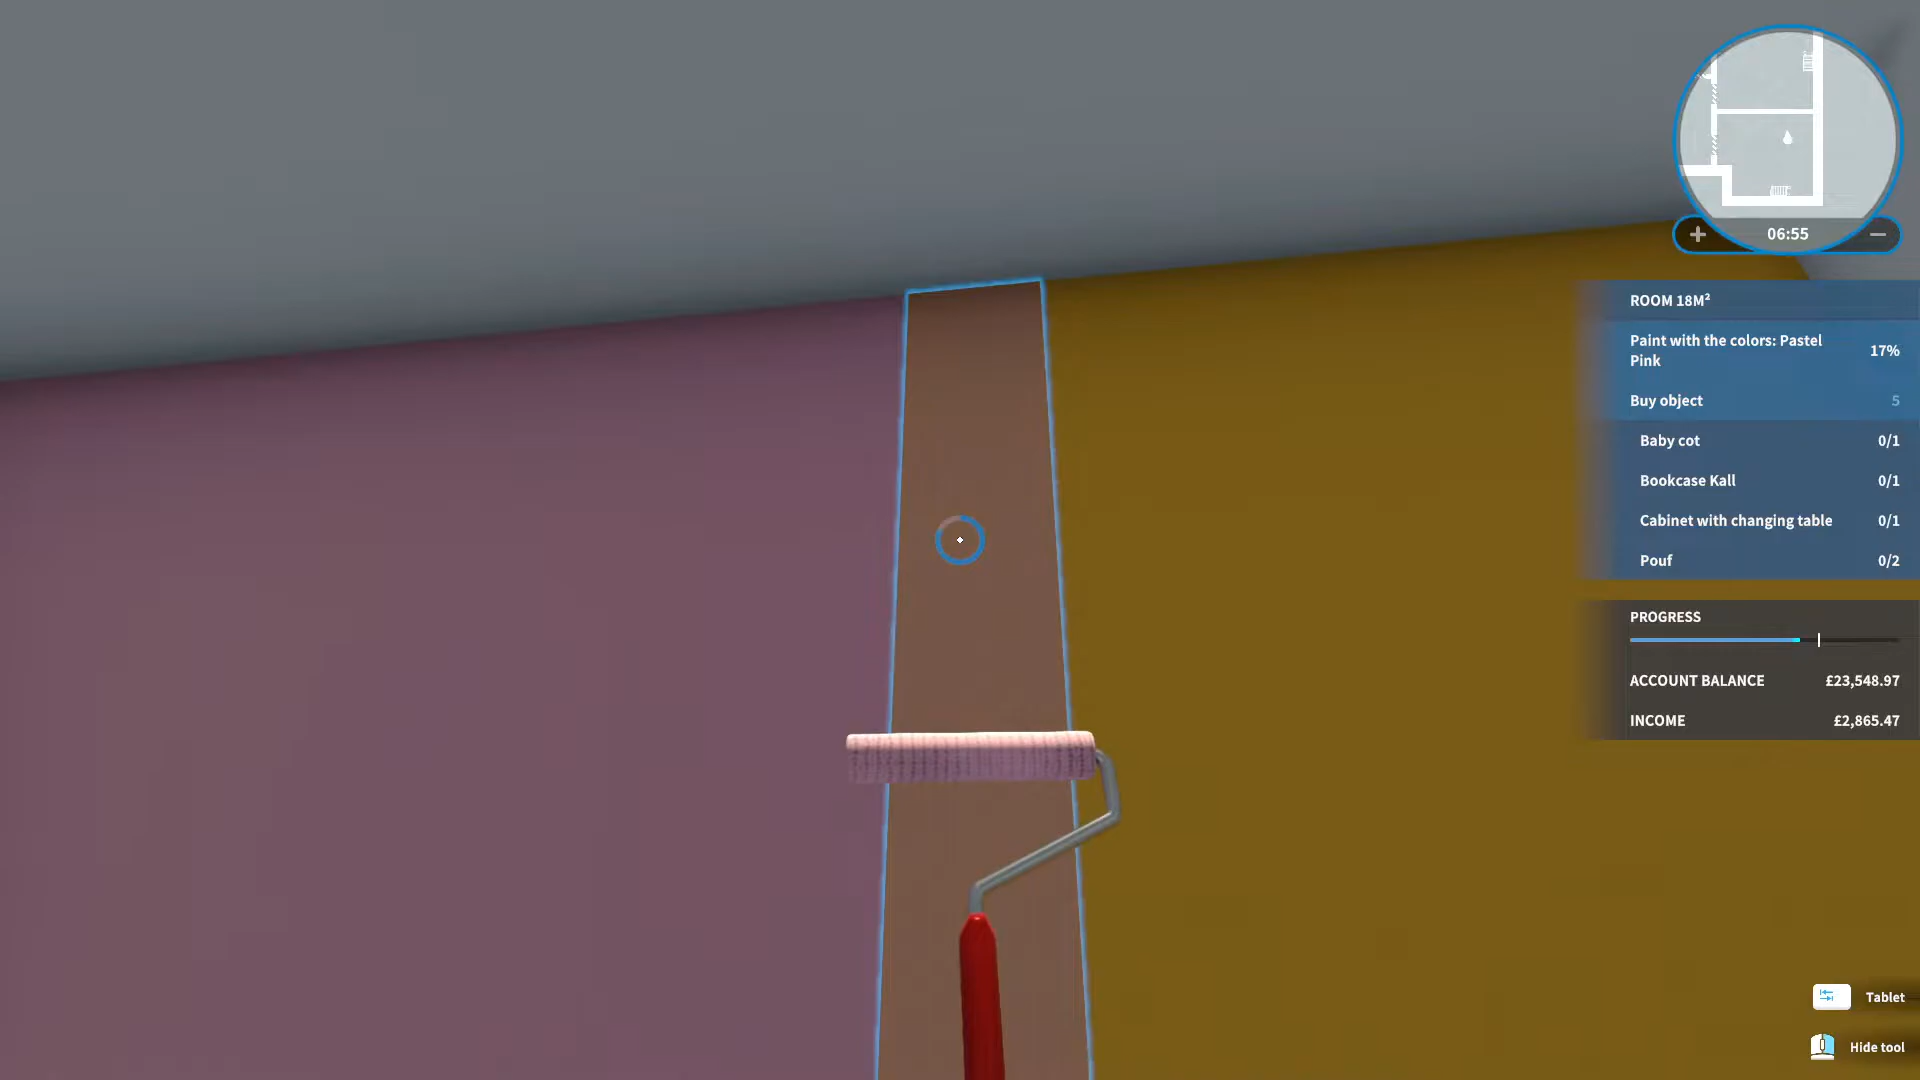 06:55
ROOM 18M²
Paint with the colors: Pastel
Pink
17%
Buy object 5
Baby cot 0/1
Bookcase Kall 0/1
Cabinet with changing table 0/1
Pouf 0/2
PROGRESS
ACCOUNT BALANCE £23,548.97
INCOME £2,865.47
Tablet
Hide tool